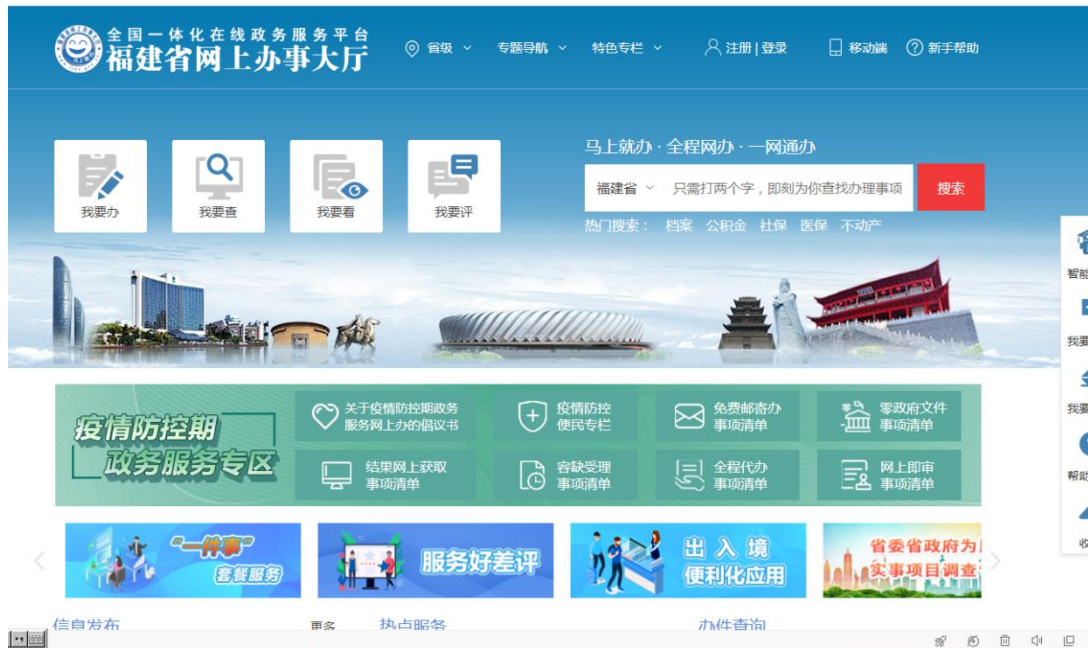 全国一体化在线政务服务平台
福建省网上办事大厅
省级
专题导航
特色专栏
注册 | 登录
移动端
新手帮助
我要办
我要查
我要看
我要评
马上就办 · 全程网办 · 一网通办
福建省
只需打两个字，即刻为你查找办理事项
搜索
热门搜索： 档案 公积金 社保 医保 不动产
智能
我要
我要
帮助
收
疫情防控期
政务服务专区
关于疫情防控期政务
服务网上办的倡议书
疫情防控
便民专栏
免费邮寄办
事项清单
零政府文件
事项清单
结果网上获取
事项清单
容缺受理
事项清单
全程代办
事项清单
网上即审
事项清单
“一件事”
套餐服务
服务好差评
出入境
便利化应用
省委省政府为
实事项目调查
信息发布
更多
热点服务
办件查询